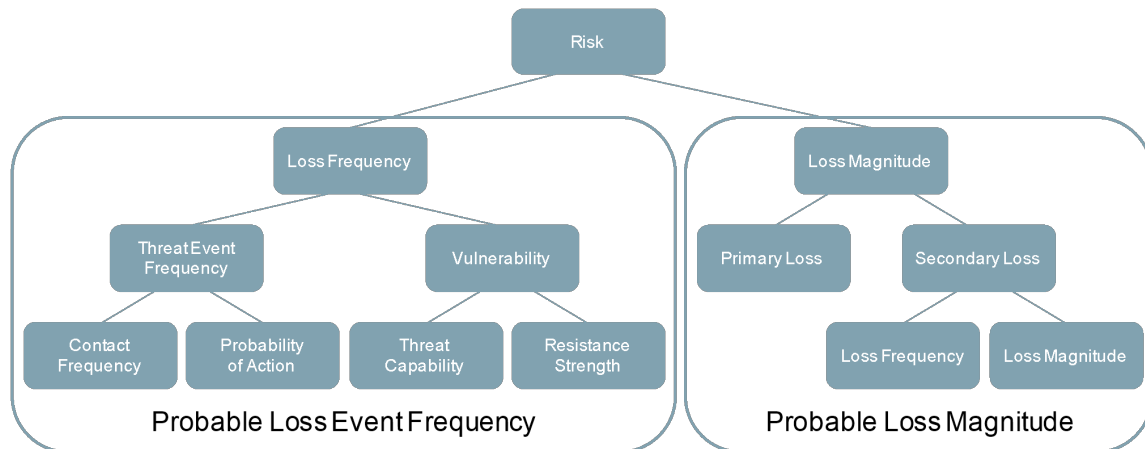 Risk
Loss Frequency
Loss Magnitude
Threat Event
Frequency
Vulnerability
Primary Loss
Secondary Loss
Contact
Frequency
Probability
of Action
Threat
Capability
Resistance
Strength
Loss Frequency
Loss Magnitude
Probable Loss Event Frequency
Probable Loss Magnitude